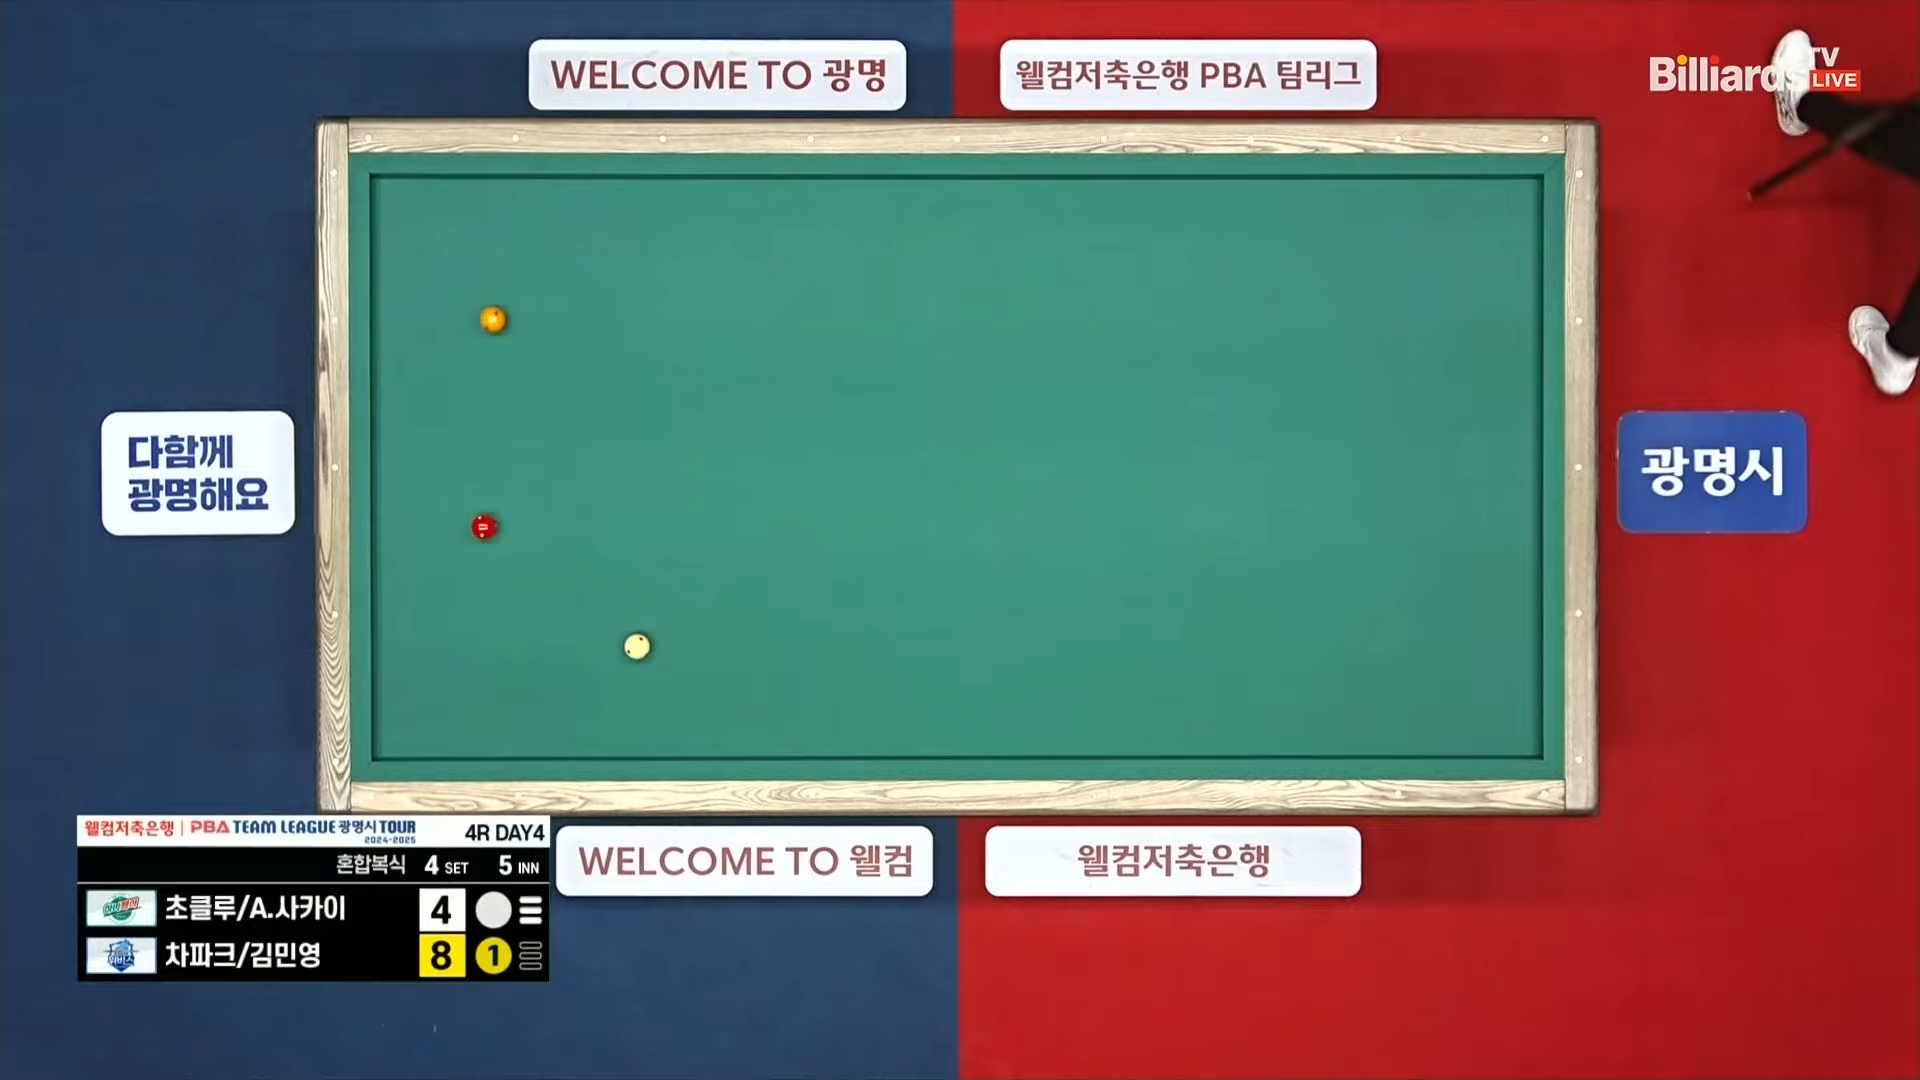 WELCOME TO 광명
웰컴저축은행 PBA 팀리그
Billiards TV
LIVE
다함께
광명해요
광명시
웰컴저축은행 | PBA TEAM LEAGUE 광명시 TOUR
2024-2025
4R DAY4
혼합복식 4 SET 5 INN
초클루/A.사카이 4
차파크/김민영 8 1
WELCOME TO 웰컴
웰컴저축은행